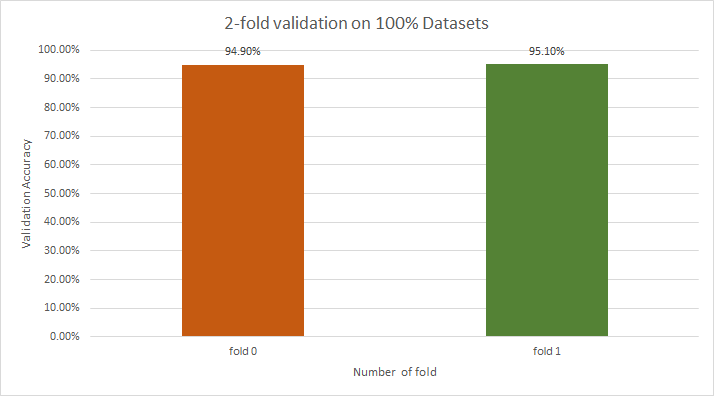 2-fold validation on 100% Datasets
94.90%
95.10%
100.00%
90.00%
80.00%
70.00%
60.00%
50.00%
40.00%
30.00%
20.00%
10.00%
0.00%
Validation Accuracy
fold 0
fold 1
Number of fold